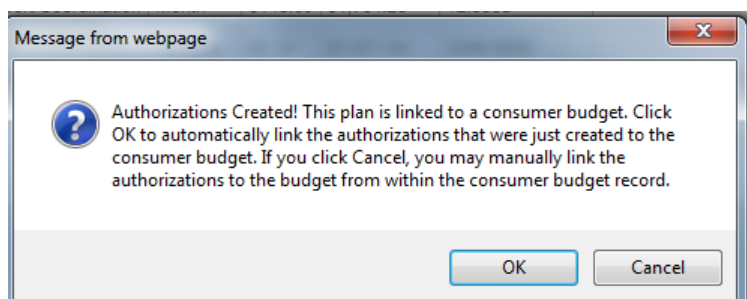 Message from webpage
Authorizations Created! This plan is linked to a consumer budget. Click
OK to automatically link the authorizations that were just created to the
consumer budget. If you click Cancel, you may manually link the
authorizations to the budget from within the consumer budget record.
OK Cancel